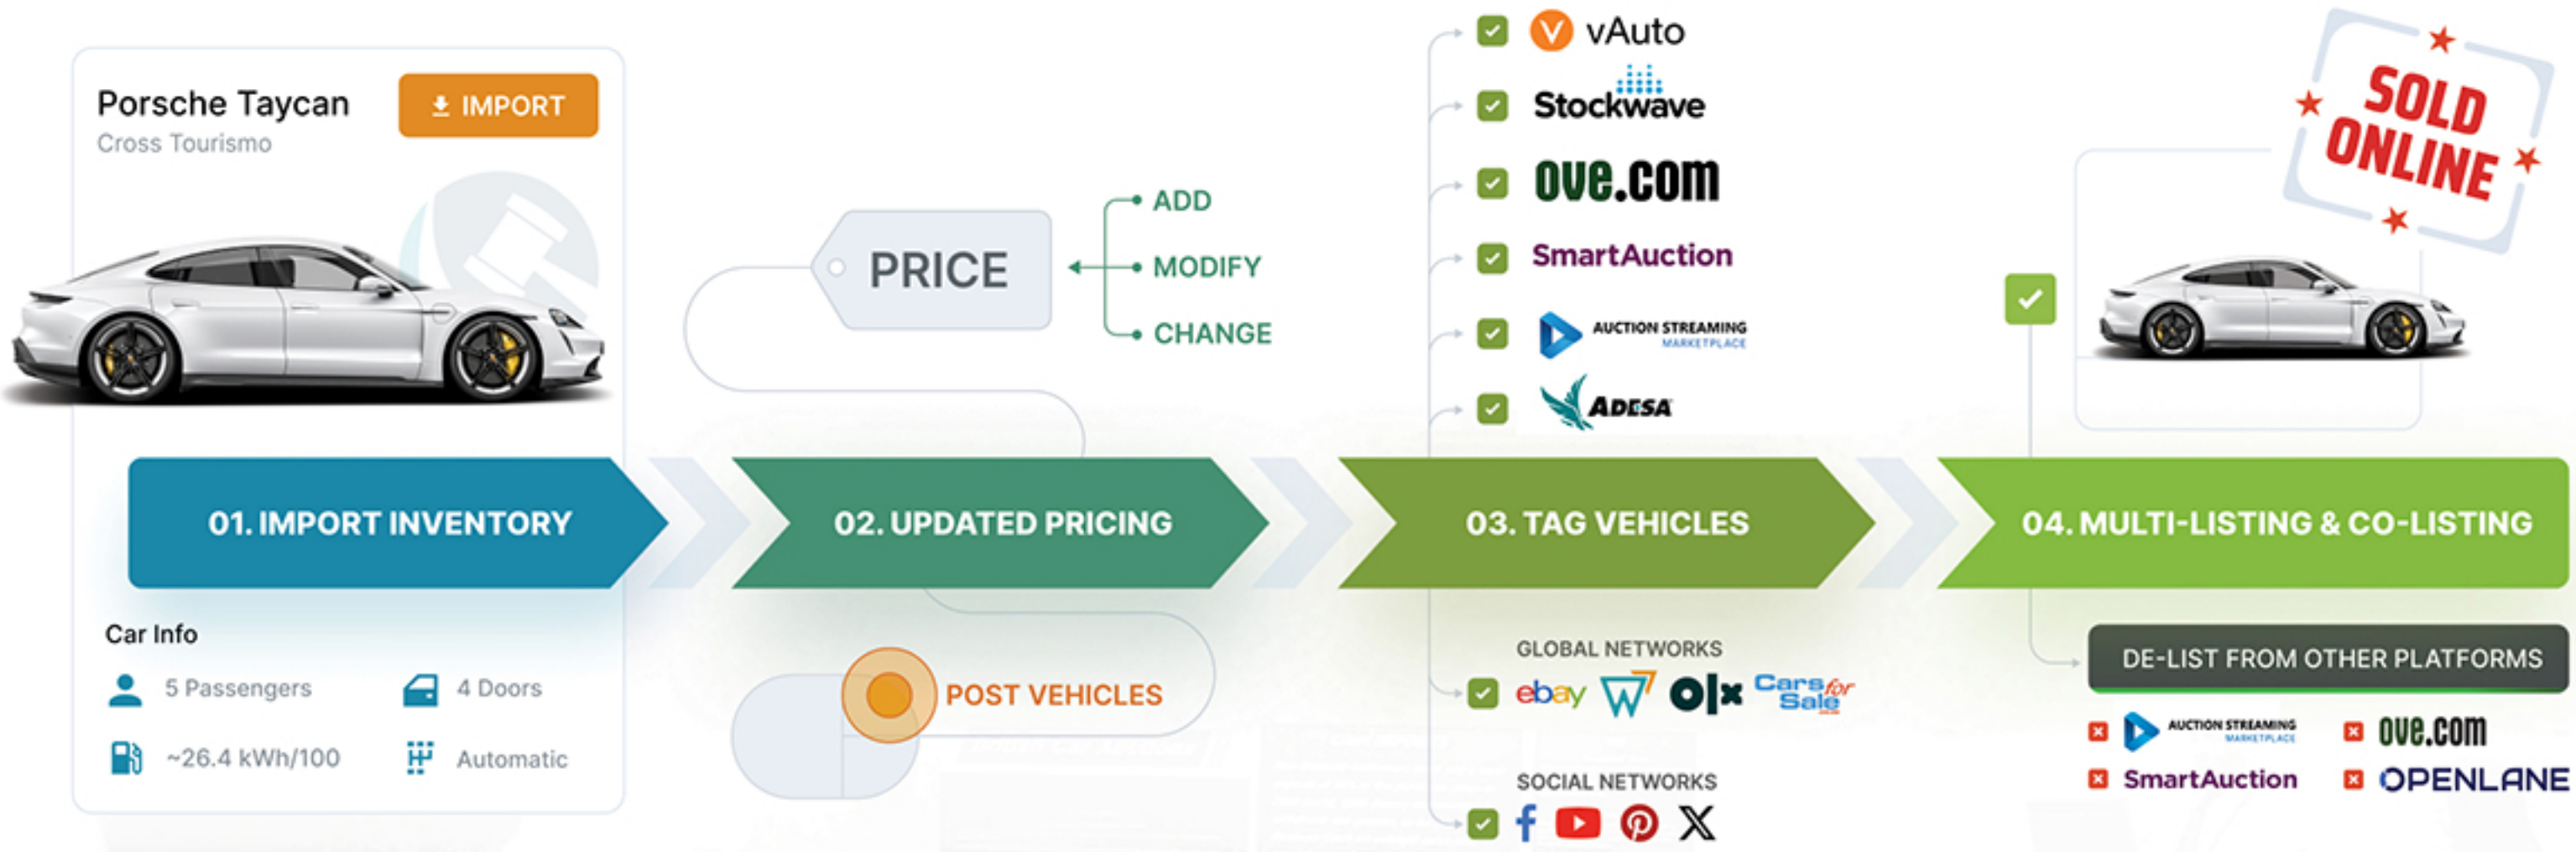 Porsche Taycan
Cross Tourismo
IMPORT
01. IMPORT INVENTORY
Car Info
5 Passengers
4 Doors
~26.4 kWh/100
Automatic
PRICE
ADD
MODIFY
CHANGE
02. UPDATED PRICING
POST VEHICLES
V vAuto
Stockwave
ove.com
SmartAuction
AUCTION STREAMING
MARKETPLACE
ADESA
03. TAG VEHICLES
GLOBAL NETWORKS
ebay W olx Cars for
Sale
SOCIAL NETWORKS
f X
SOLD
ONLINE
04. MULTI-LISTING & CO-LISTING
DE-LIST FROM OTHER PLATFORMS
AUCTION STREAMING
MARKETPLACE
ove.com
SmartAuction
OPENLANE